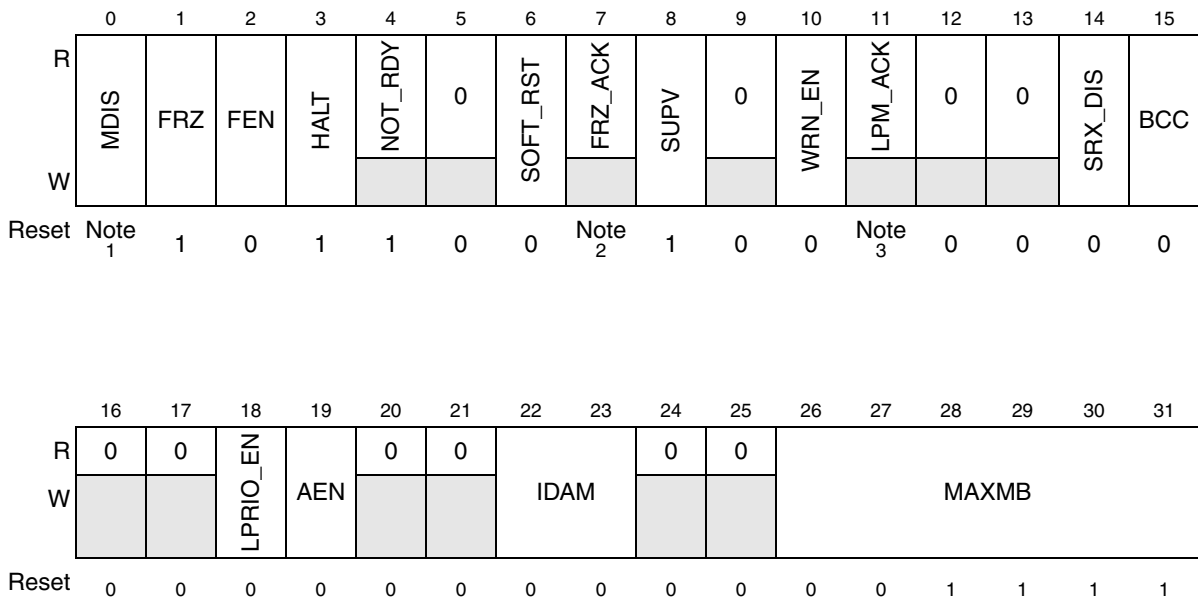 0 1 2 3 4 5 6 7 8 9 10 11 12 13 14 15
R MDIS FRZ FEN HALT NOT_RDY 0 SOFT_RST FRZ_ACK SUPV 0 WRN_EN LPM_ACK 0 0 SRX_DIS BCC
W
Reset Note 1 1 0 1 1 0 0 Note 2 1 0 0 Note 3 0 0 0 0
16 17 18 19 20 21 22 23 24 25 26 27 28 29 30 31
R 0 0 LPRIO_EN AEN 0 0 IDAM 0 0 MAXMB
W
Reset 0 0 0 0 0 0 0 0 0 0 0 0 1 1 1 1